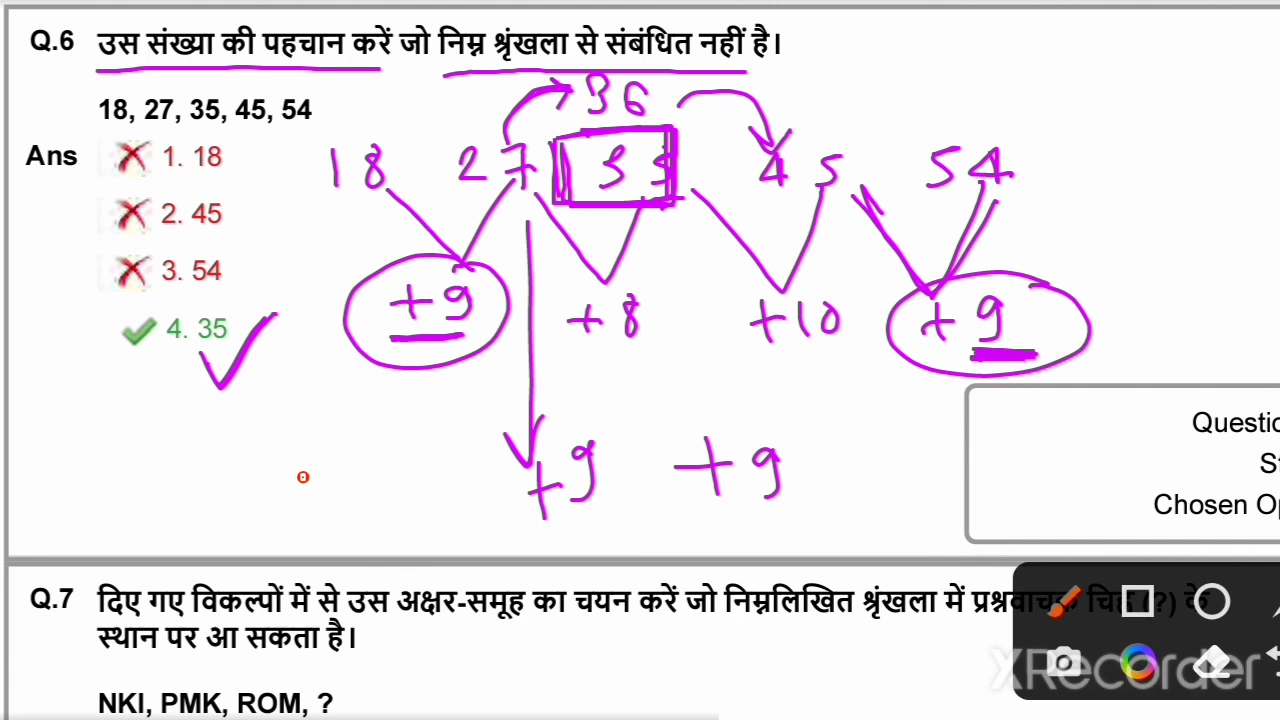 Q.6 उस संख्या की पहचान करें जो निम्न श्रृंखला से संबंधित नहीं है।
36
18, 27, 35, 45, 54
Ans 1. 18
18 27 35 45 54
2. 45
3. 54
+9 +8 +10 +9
4. 35
+9 +9
Questio
St
Chosen Op
Q.7 दिए गए विकल्पों में से उस अक्षर-समूह का चयन करें जो निम्नलिखित श्रृंखला में प्रश्नवाचक चिह्न (?) के
स्थान पर आ सकता है।
XRecorder
NKI, PMK, ROM, ?